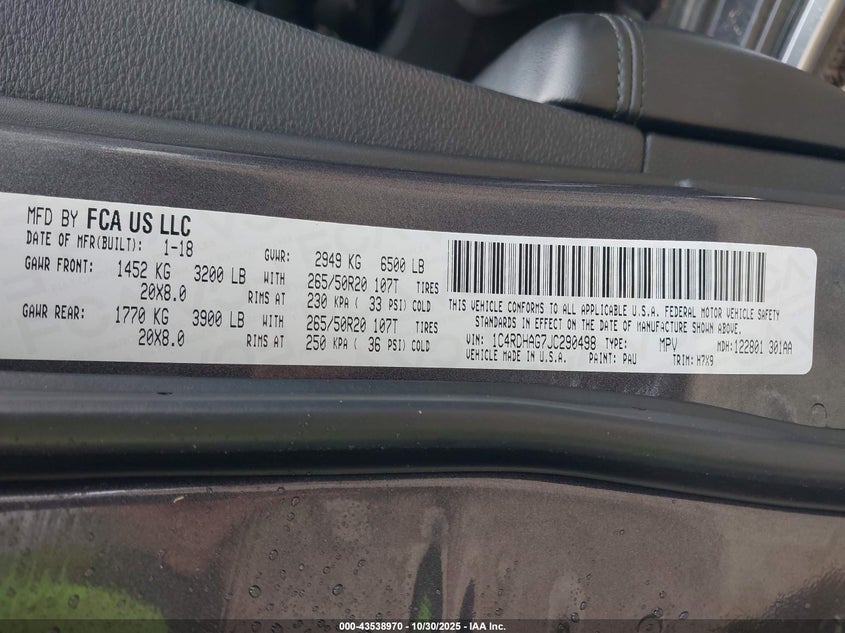 MFD BY FCA US LLC
DATE OF MFR(BUILT): 1-18 GVWR: 2949 KG 6500 LB
GAWR FRONT: 1452 KG 3200 LB WITH 265/50R20 107T TIRES
20X8.0 RIMS AT 230 KPA ( 33 PSI) COLD
GAWR REAR: 1770 KG 3900 LB WITH 265/50R20 107T TIRES
20X8.0 RIMS AT 250 KPA ( 36 PSI) COLD
THIS VEHICLE CONFORMS TO ALL APPLICABLE U.S.A. FEDERAL MOTOR VEHICLE SAFETY
STANDARDS IN EFFECT ON THE DATE OF MANUFACTURE SHOWN ABOVE.
VIN: 1C4RDHAG7JC290498 TYPE: MPV MDH:122801 301AA
VEHICLE MADE IN U.S.A. PAINT: PAU TRIM: H7X9
000-43538970 - 10/30/2025 - IAA Inc.